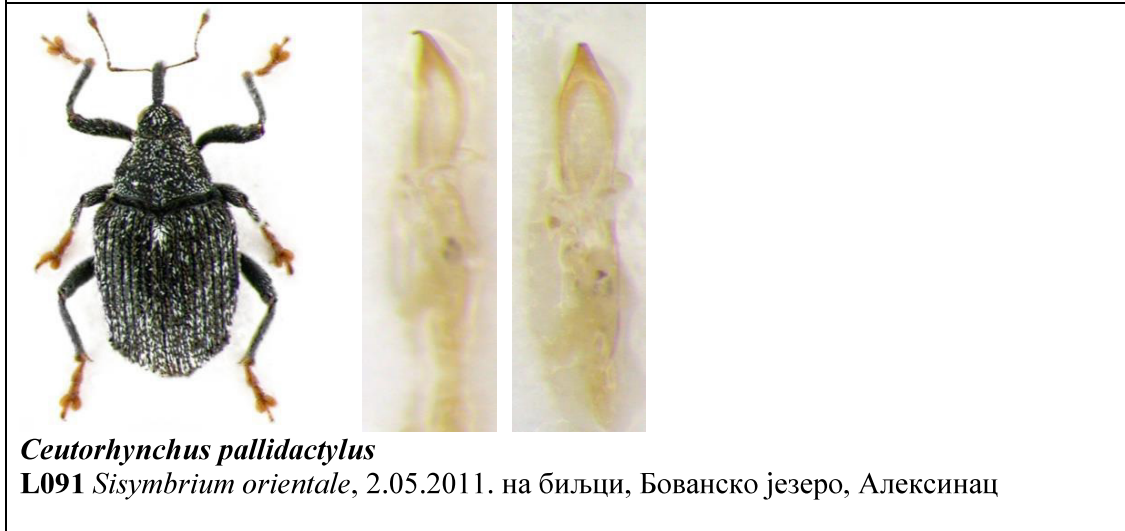 Ceutorhynchus pallidactylus
L091 Sisymbrium orientale, 2.05.2011. на биљци, Бованско језеро, Алексинац